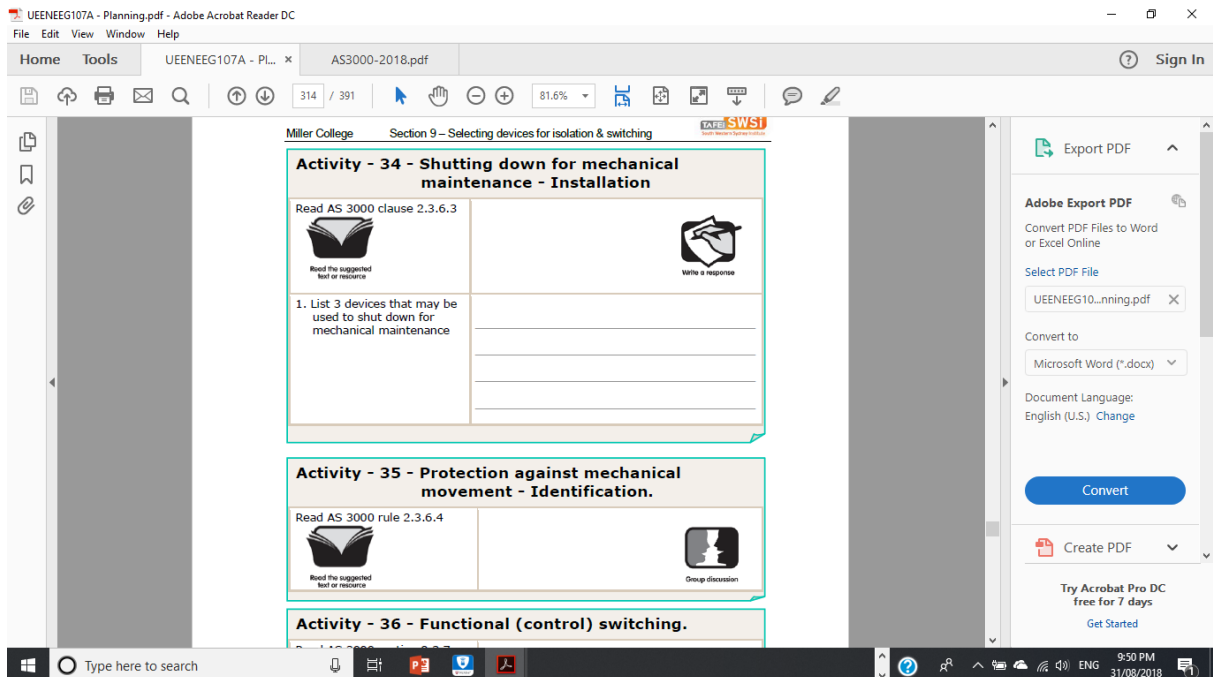 UEENEEG107A - Planning.pdf - Adobe Acrobat Reader DC
File Edit View Window Help
Home Tools UEENEEG107A - Pl... × AS3000-2018.pdf
Sign In
314 / 391 81.6%
Miller College Section 9 – Selecting devices for isolation & switching
TAFE SWSi
South Western Sydney Institute
Activity - 34 - Shutting down for mechanical
maintenance - Installation
Read AS 3000 clause 2.3.6.3
Read the suggested
text or resource
Write a response
1. List 3 devices that may be
used to shut down for
mechanical maintenance
Activity - 35 - Protection against mechanical
movement - Identification.
Read AS 3000 rule 2.3.6.4
Read the suggested
text or resource
Group discussion
Activity - 36 - Functional (control) switching.
Export PDF
Adobe Export PDF
Convert PDF Files to Word
or Excel Online
Select PDF File
UEENEEG10...nning.pdf ×
Convert to
Microsoft Word (*.docx)
Document Language:
English (U.S.) Change
Convert
Create PDF
Try Acrobat Pro DC
free for 7 days
Get Started
Type here to search
ENG
9:50 PM
31/08/2018